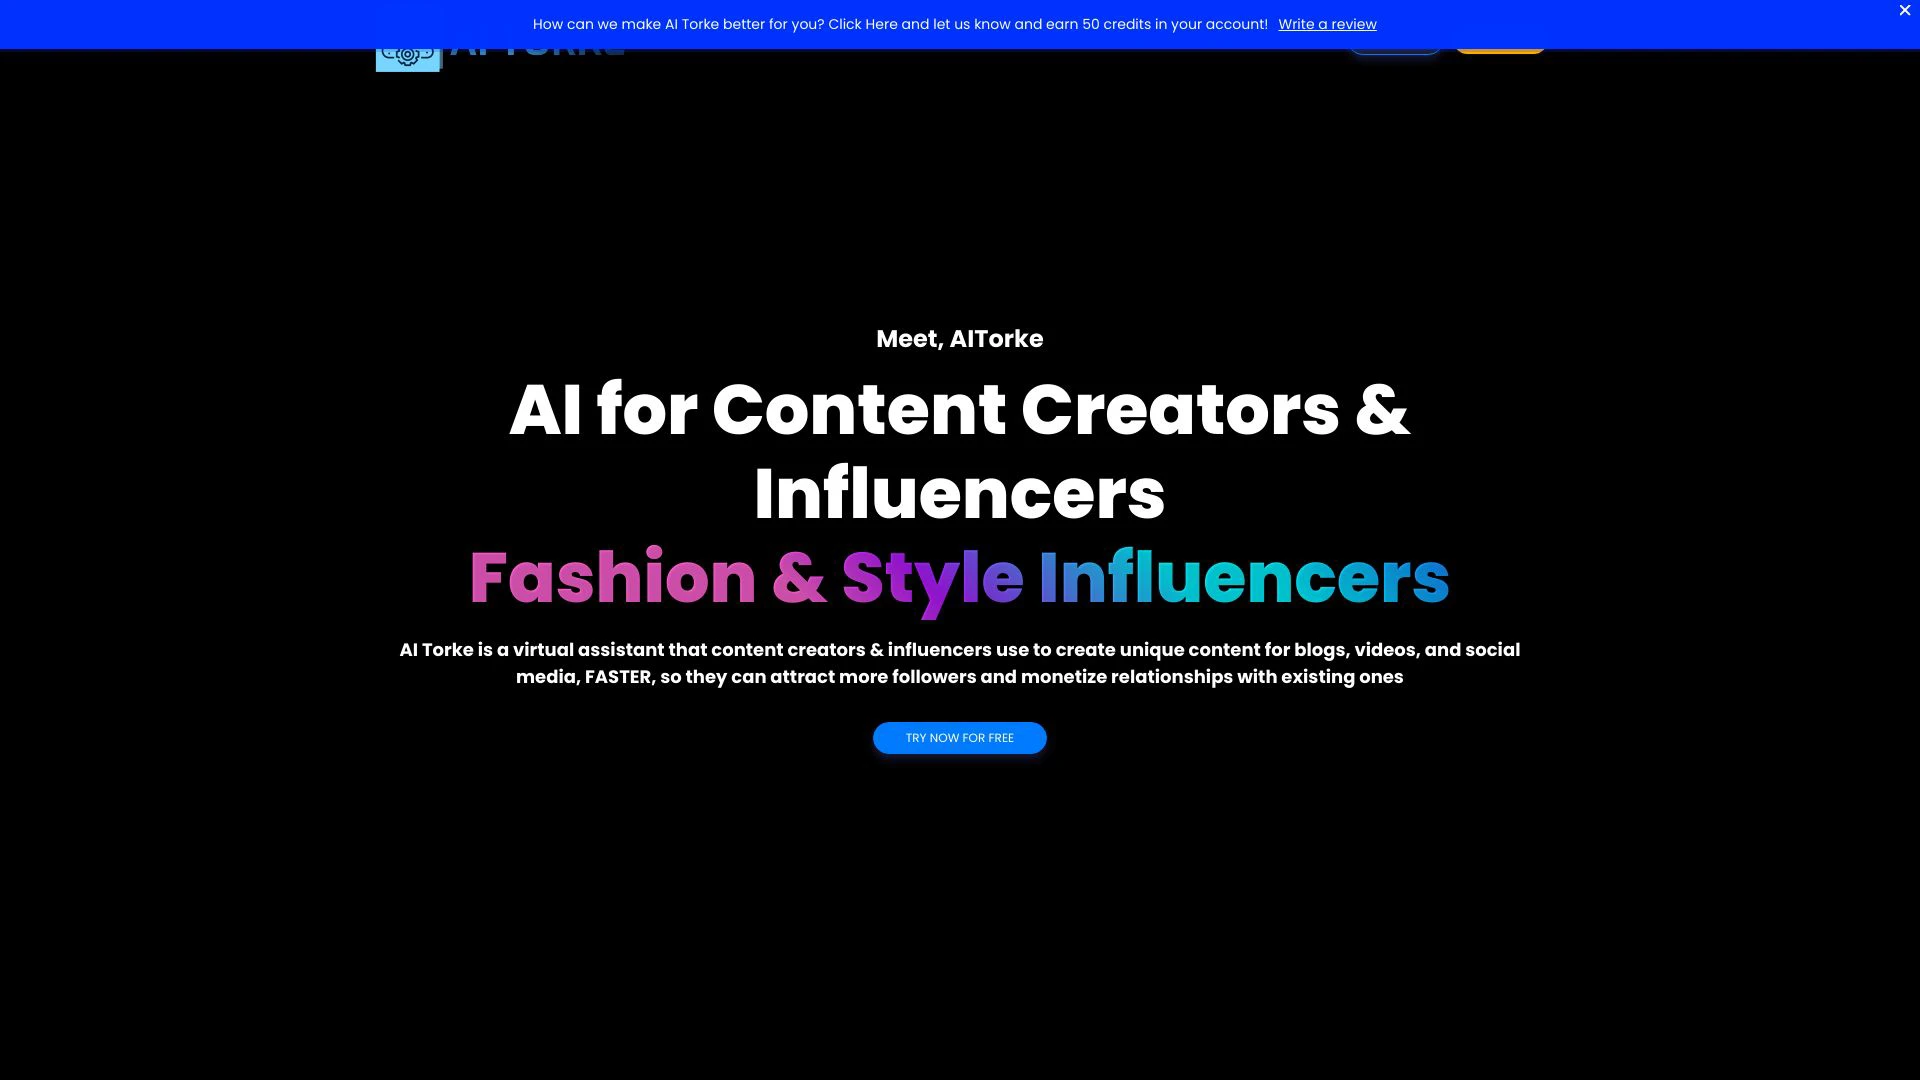 How can we make AI Torke better for you? Click Here and let us know and earn 50 credits in your account! Write a review
AI TORKE
Meet, AITorke
AI for Content Creators &
Influencers
Fashion & Style Influencers
AI Torke is a virtual assistant that content creators & influencers use to create unique content for blogs, videos, and social
media, FASTER, so they can attract more followers and monetize relationships with existing ones
TRY NOW FOR FREE